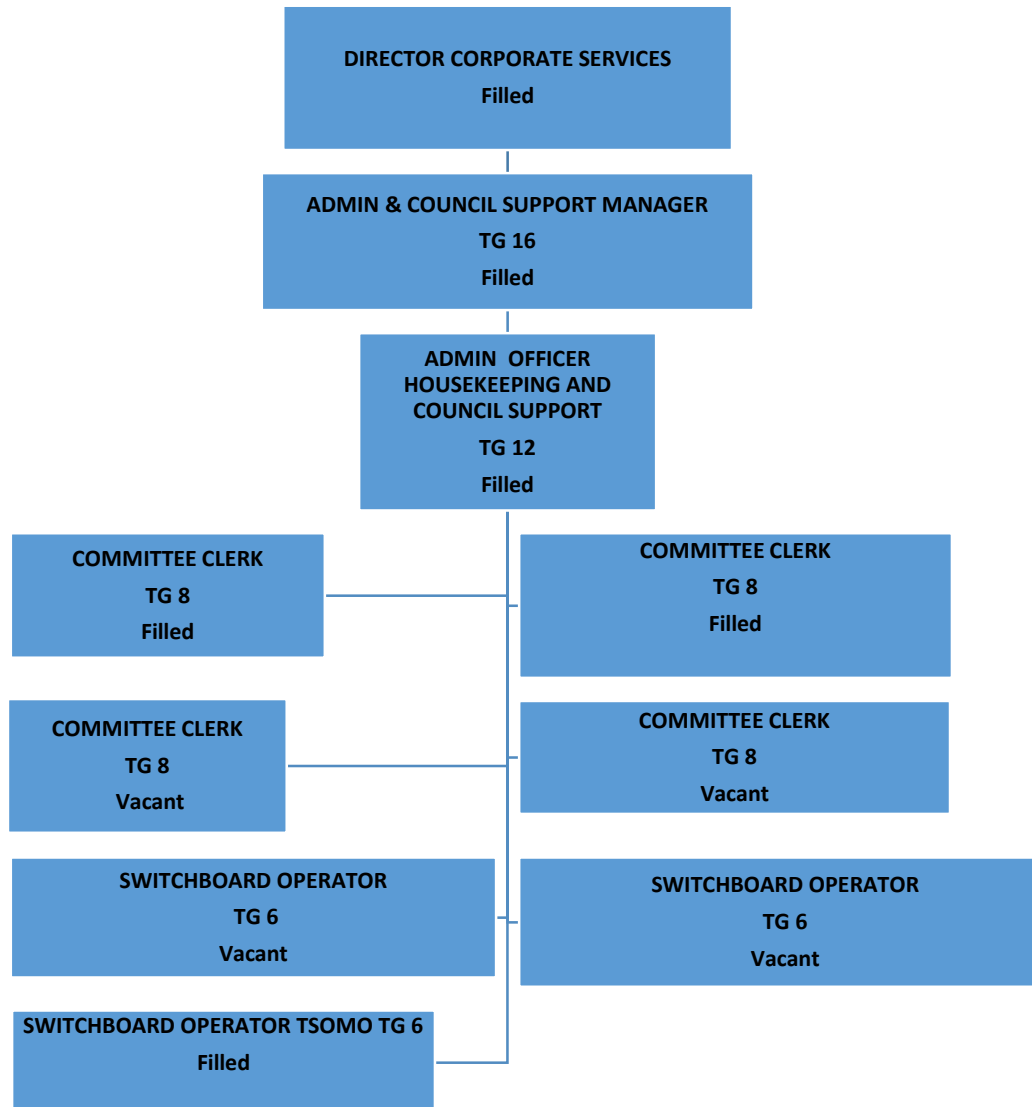 DIRECTOR CORPORATE SERVICES
Filled
ADMIN & COUNCIL SUPPORT MANAGER
TG 16
Filled
ADMIN OFFICER
HOUSEKEEPING AND
COUNCIL SUPPORT
TG 12
Filled
COMMITTEE CLERK
TG 8
Filled
COMMITTEE CLERK
TG 8
Filled
COMMITTEE CLERK
TG 8
Vacant
COMMITTEE CLERK
TG 8
Vacant
SWITCHBOARD OPERATOR
TG 6
Vacant
SWITCHBOARD OPERATOR
TG 6
Vacant
SWITCHBOARD OPERATOR TSOMO TG 6
Filled